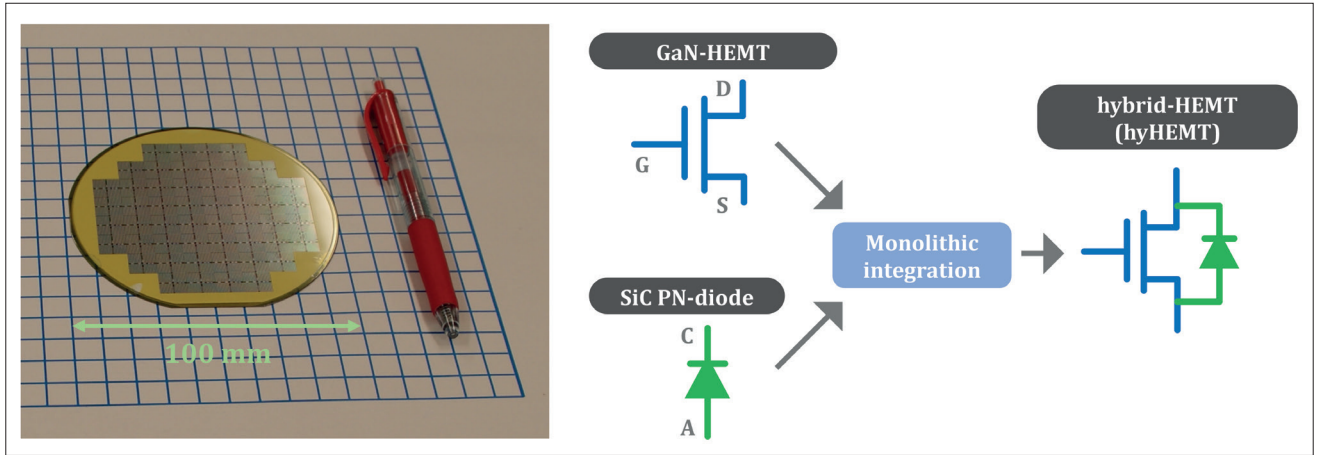 100 mm
GaN-HEMT
D
G
S
SiC PN-diode
C
A
Monolithic
integration
hybrid-HEMT
(hyHEMT)